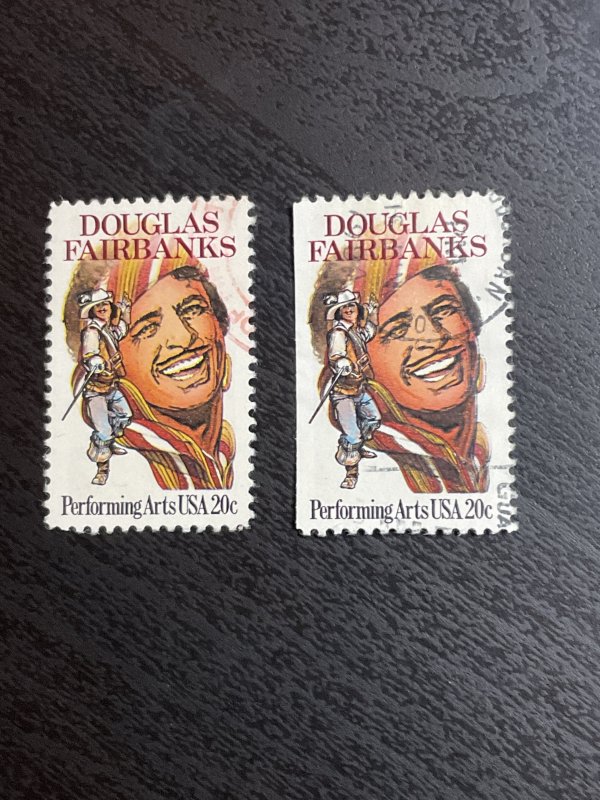 DOUGLAS
FAIRBANKS
Performing Arts USA 20c
DOUGLAS
FAIRBANKS
Performing Arts USA 20c